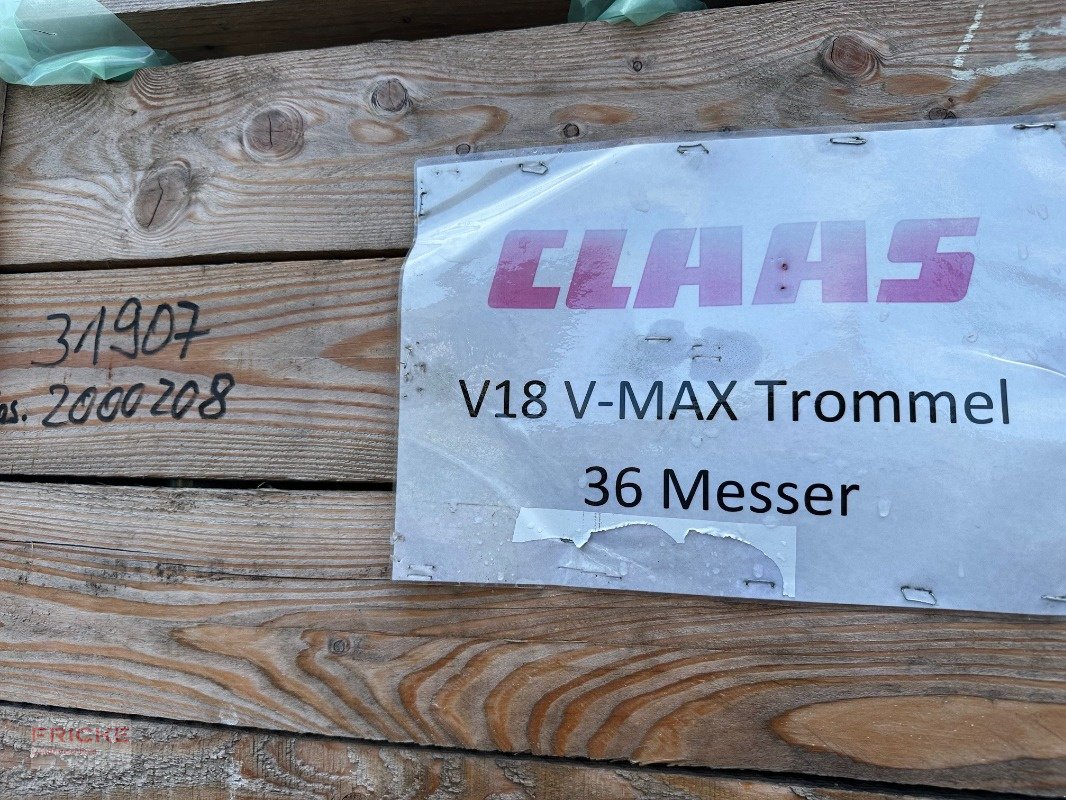 31907
2000208
CLAAS
V18 V-MAX Trommel
36 Messer
FRICKE